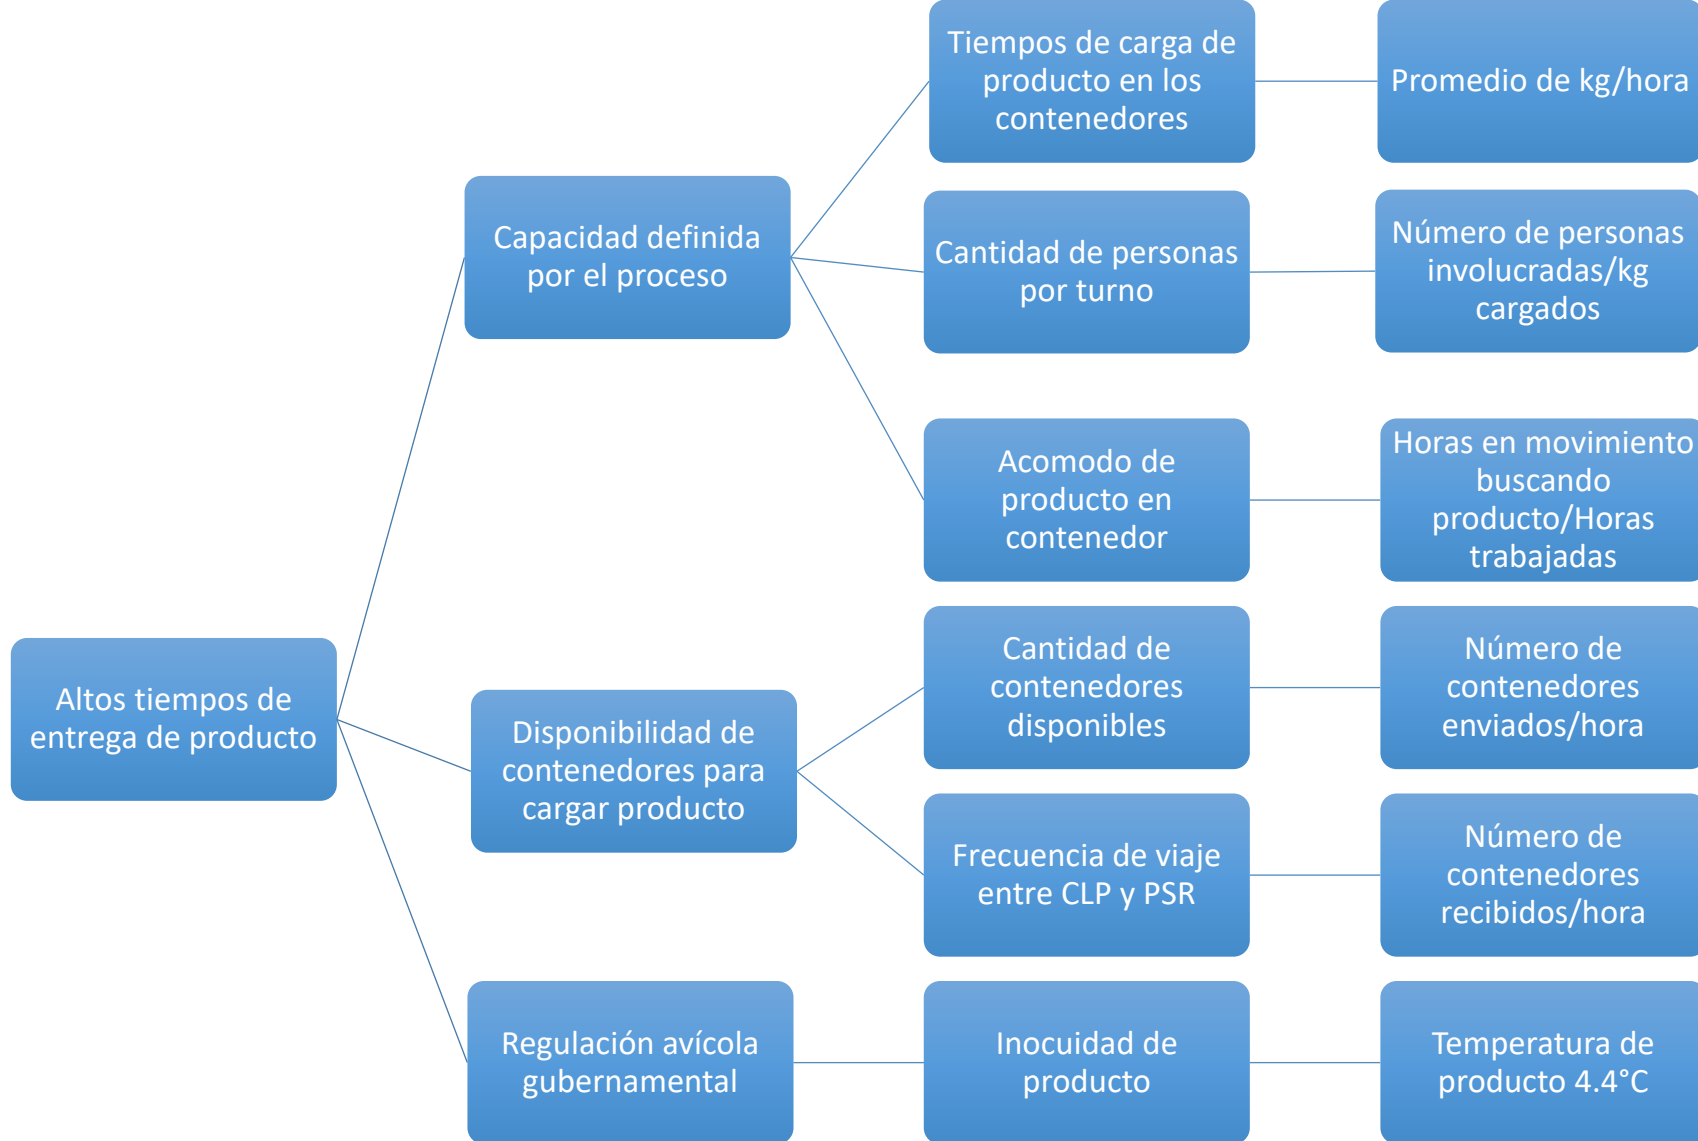 Altos tiempos de
entrega de producto
Capacidad definida
por el proceso
Tiempos de carga de
producto en los
contenedores
Promedio de kg/hora
Cantidad de personas
por turno
Número de personas
involucradas/kg
cargados
Acomodo de
producto en
contenedor
Horas en movimiento
buscando
producto/Horas
trabajadas
Disponibilidad de
contenedores para
cargar producto
Cantidad de
contenedores
disponibles
Número de
contenedores
enviados/hora
Frecuencia de viaje
entre CLP y PSR
Número de
contenedores
recibidos/hora
Regulación avícola
gubernamental
Inocuidad de
producto
Temperatura de
producto 4.4°C